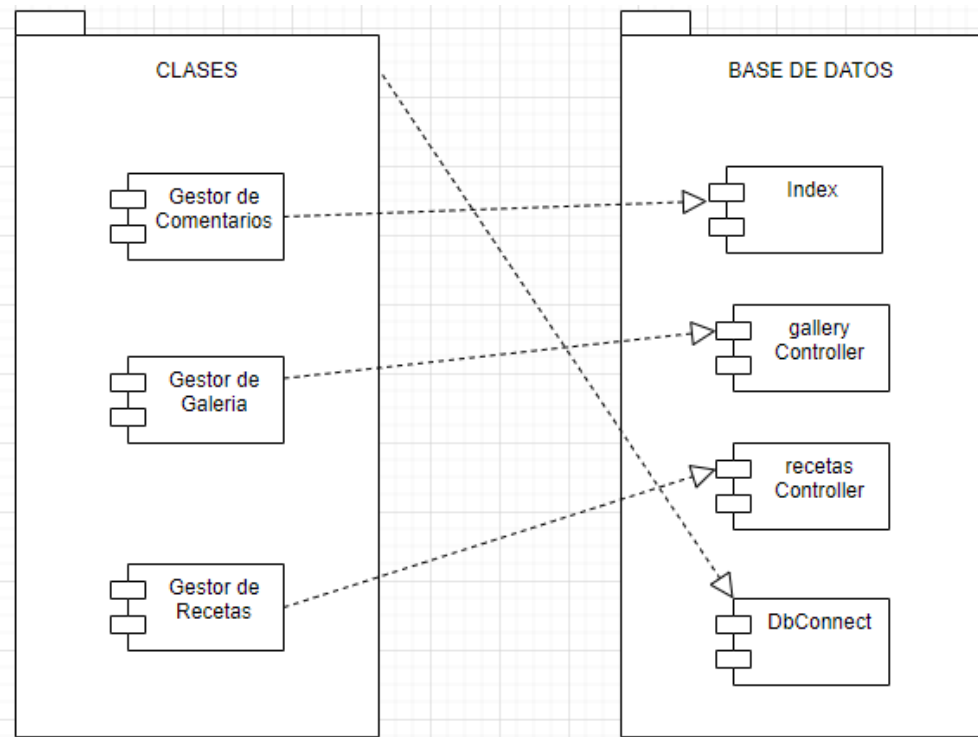 CLASES
Gestor de
Comentarios
Gestor de
Galeria
Gestor de
Recetas
BASE DE DATOS
Index
gallery
Controller
recetas
Controller
DbConnect